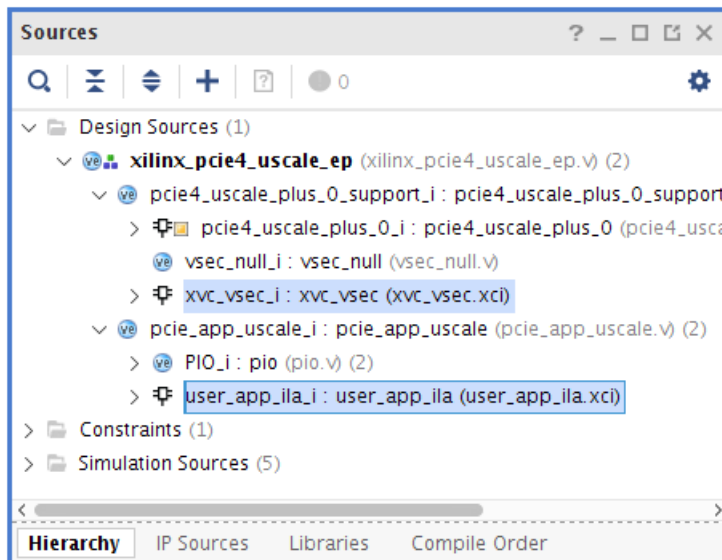 Sources
0
Design Sources (1)
xilinx_pcie4_uscale_ep (xilinx_pcie4_uscale_ep.v) (2)
pcie4_uscale_plus_0_support_i : pcie4_uscale_plus_0_support
pcie4_uscale_plus_0_i : pcie4_uscale_plus_0 (pcie4_usca
vsec_null_i : vsec_null (vsec_null.v)
xvc_vsec_i : xvc_vsec (xvc_vsec.xci)
pcie_app_uscale_i : pcie_app_uscale (pcie_app_uscale.v) (2)
PIO_i : pio (pio.v) (2)
user_app_ila_i : user_app_ila (user_app_ila.xci)
Constraints (1)
Simulation Sources (5)
Hierarchy IP Sources Libraries Compile Order